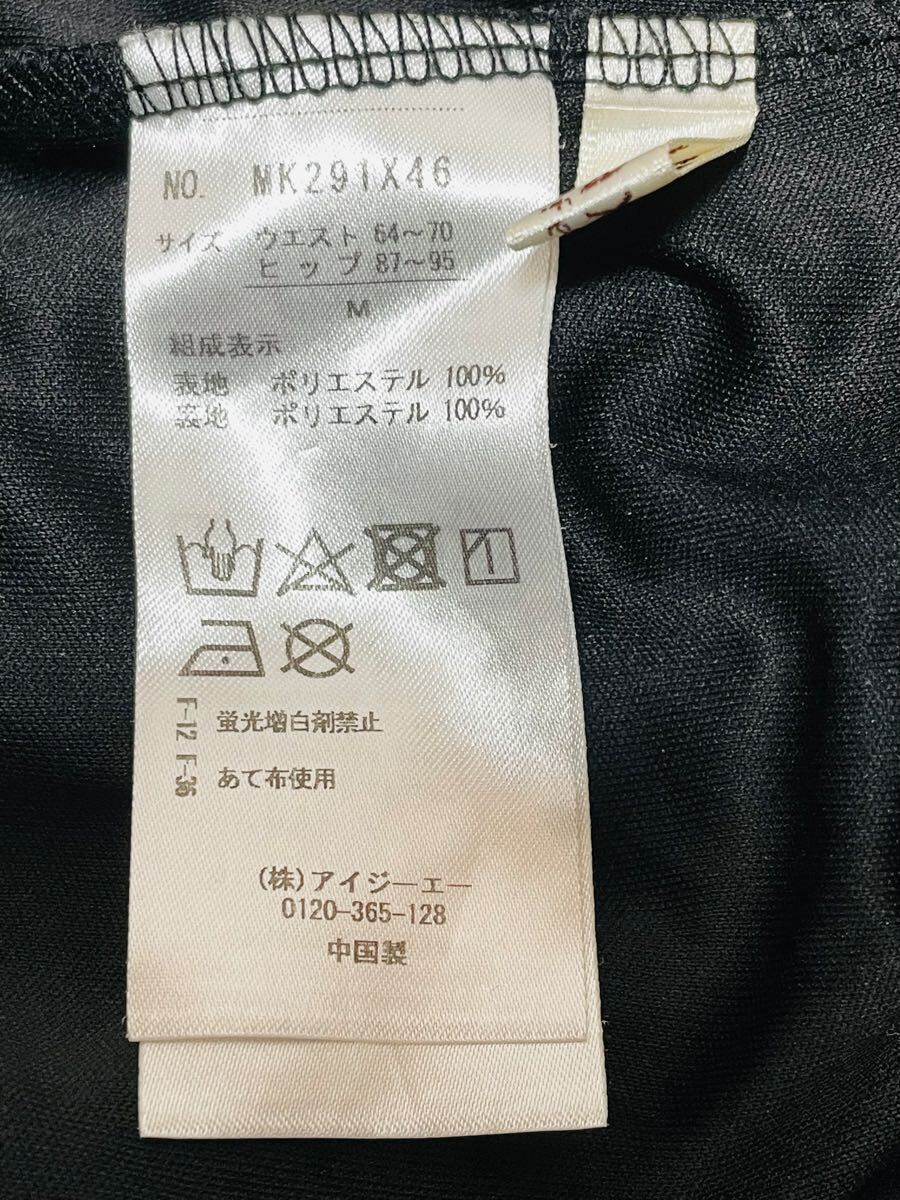 NO. MK291X46
サイズ ウエスト 64～70
ヒップ 87～95
M
組成表示
表地 ポリエステル 100%
裏地 ポリエステル 100%
F-12 蛍光増白剤禁止
F-36 あて布使用
(株)アイジーエー
0120-365-128
中国製